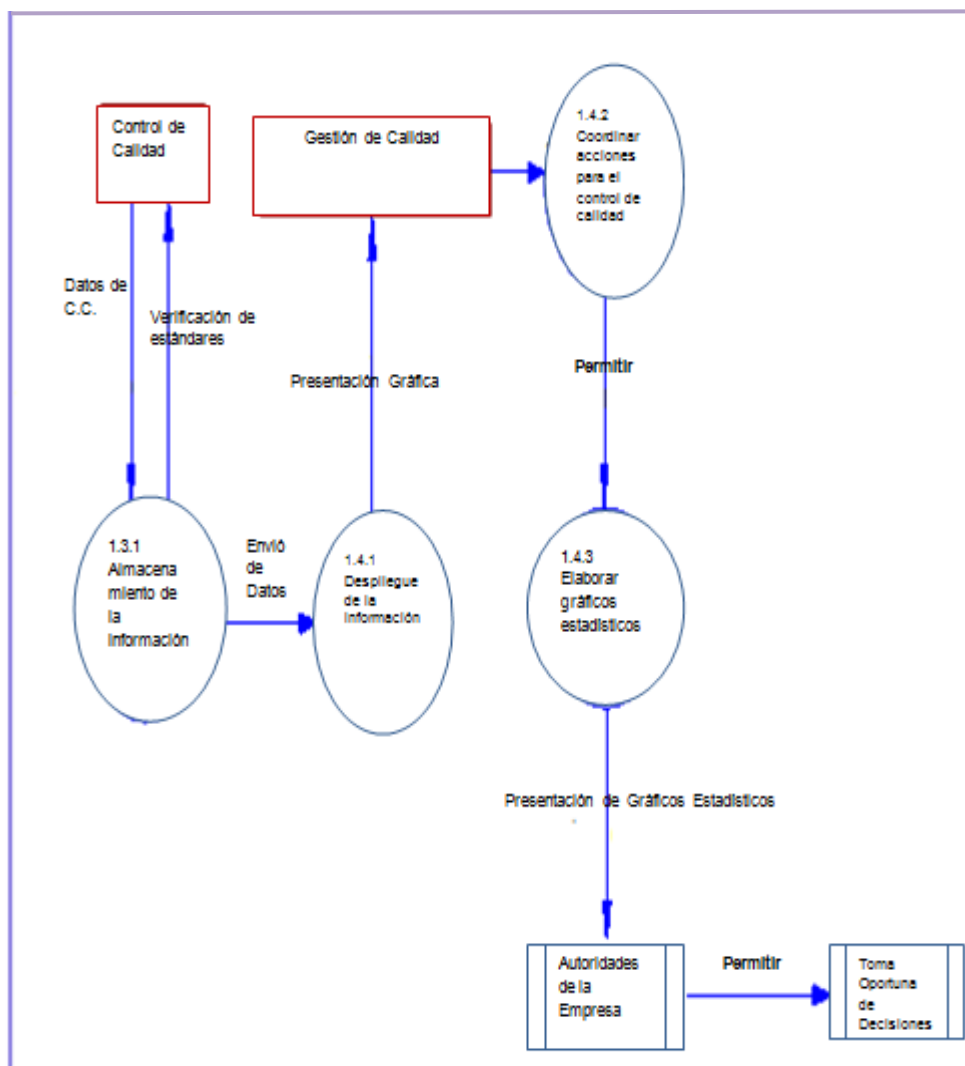 Control de
Calidad
Gestión de Calidad
1.4.2
Coordinar
acciones
para el
control de
calidad
Datos de
C.C.
Verificación de
estándares
Presentación Gráfica
Permitir
1.3.1
Almacena
miento de
la
Información
Envió
de
Datos
1.4.1
Despliegue
de la
Información
1.4.3
Elaborar
gráficos
estadísticos
Presentación de Gráficos Estadísticos
Autoridades
de la
Empresa
Permitir
Toma
Oportuna
de
Decisiones